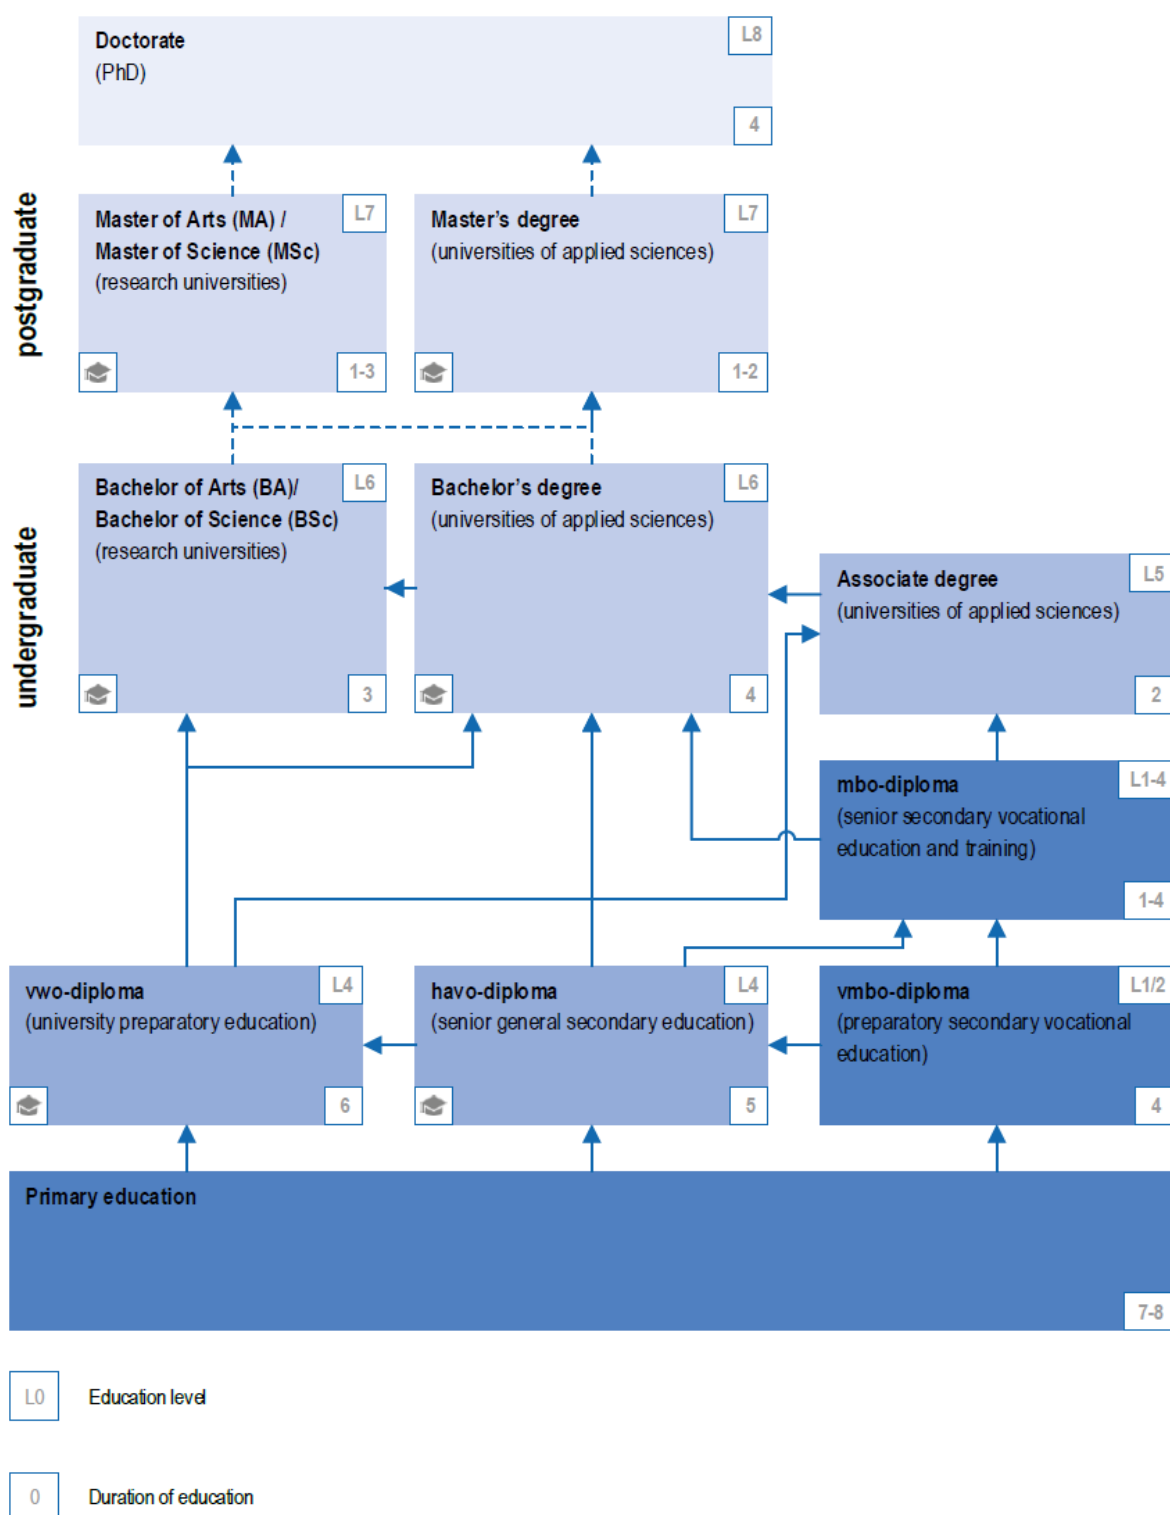 Doctorate
(PhD)
L8
4
postgraduate
Master of Arts (MA) /
Master of Science (MSc)
(research universities)
L7
1-3
Master's degree
(universities of applied sciences)
L7
1-2
undergraduate
Bachelor of Arts (BA)/
Bachelor of Science (BSc)
(research universities)
L6
3
Bachelor's degree
(universities of applied sciences)
L6
4
Associate degree
(universities of applied sciences)
L5
2
mbo-diploma
(senior secondary vocational
education and training)
L1-4
1-4
vwo-diploma
(university preparatory education)
L4
6
havo-diploma
(senior general secondary education)
L4
5
vmbo-diploma
(preparatory secondary vocational
education)
L1/2
4
Primary education
7-8
L0
Education level
0
Duration of education